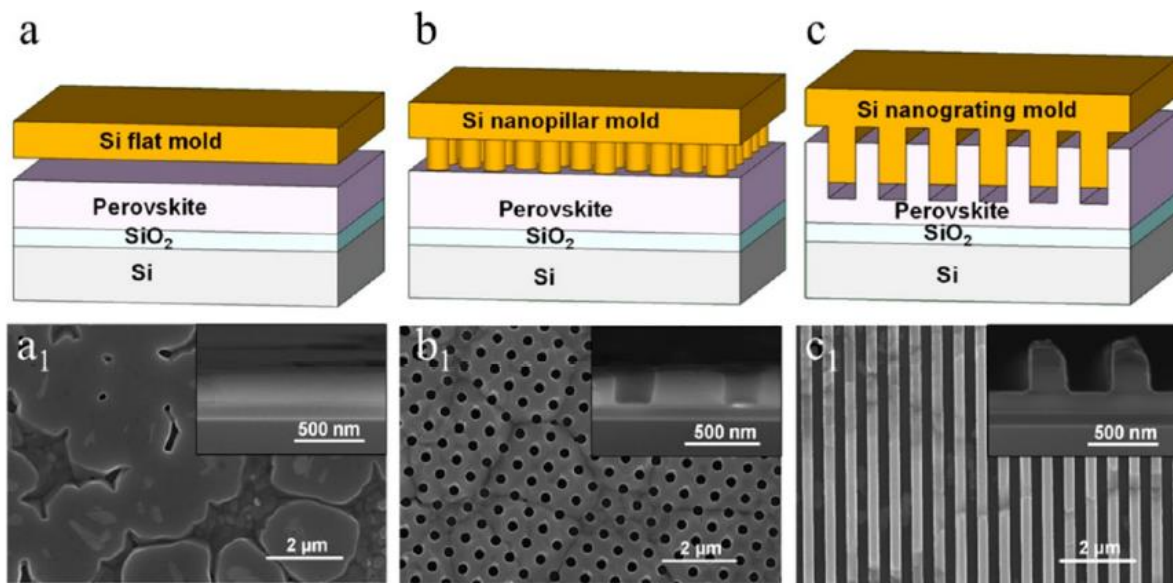 a
Si flat mold
Perovskite
SiO₂
Si
b
Si nanopillar mold
Perovskite
SiO₂
Si
c
Si nanograting mold
Perovskite
SiO₂
Si
a₁
500 nm
2 μm
b₁
500 nm
2 μm
c₁
500 nm
2 μm